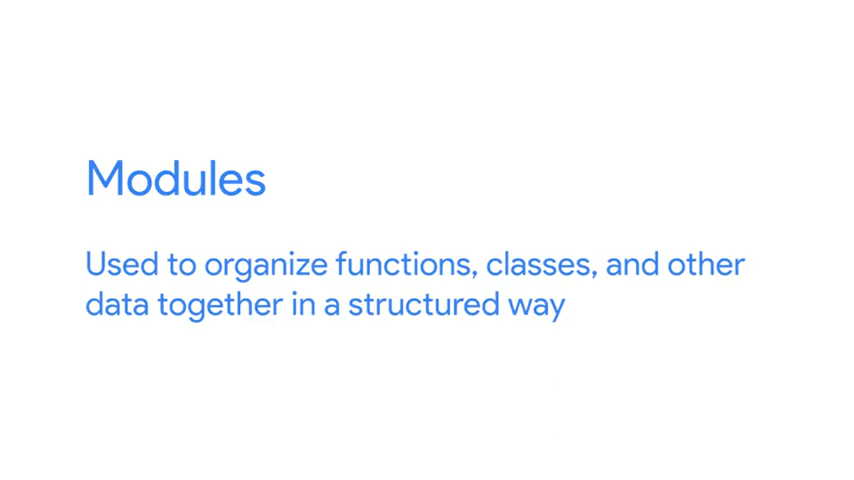 Modules
Used to organize functions, classes, and other
data together in a structured way